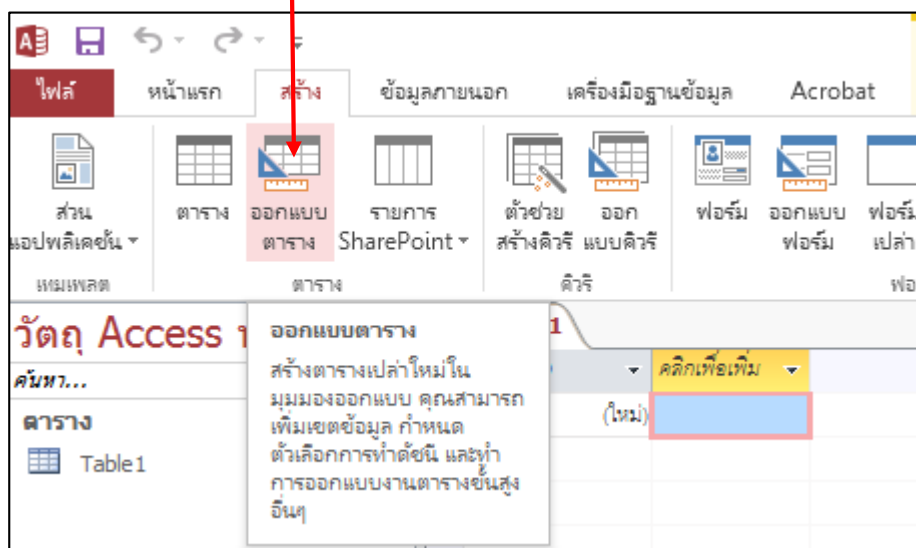 ไฟล์ หน้าแรก สร้าง ข้อมูลภายนอก เครื่องมือฐานข้อมูล Acrobat
ส่วน ตาราง ออกแบบ รายการ ตัวช่วย ออก ฟอร์ม ออกแบบ ฟอร์ม
แอปพลิเคชัน ตาราง SharePoint สร้างคิวรี แบบคิวรี ฟอร์ม เปล่า
เทมเพลต ตาราง คิวรี ฟอ
วัตถุ Access
ค้นหา...
ตาราง
Table1
ออกแบบตาราง
สร้างตารางเปล่าใหม่ใน
มุมมองออกแบบ คุณสามารถ
เพิ่มเขตข้อมูล กำหนด
ตัวเลือกการทำดัชนี และทำ
การออกแบบงานตารางขั้นสูง
อื่นๆ
1
คลิกเพื่อเพิ่ม
(ใหม่)